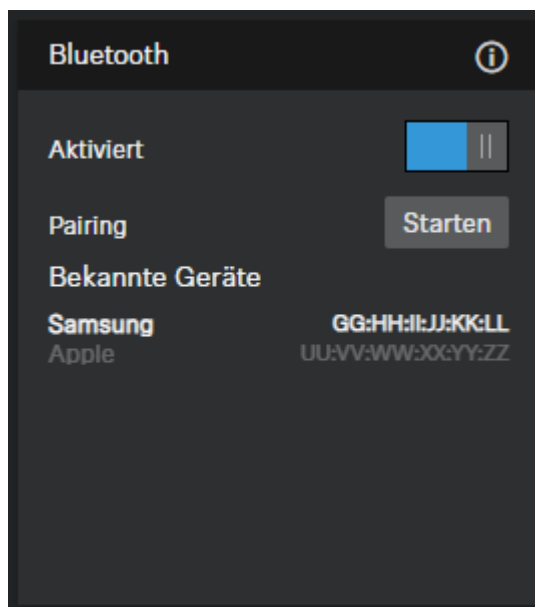 Bluetooth
Aktiviert
Pairing Starten
Bekannte Geräte
Samsung GG:HH:II:JJ:KK:LL
Apple UU:VV:WW:XX:YY:ZZ